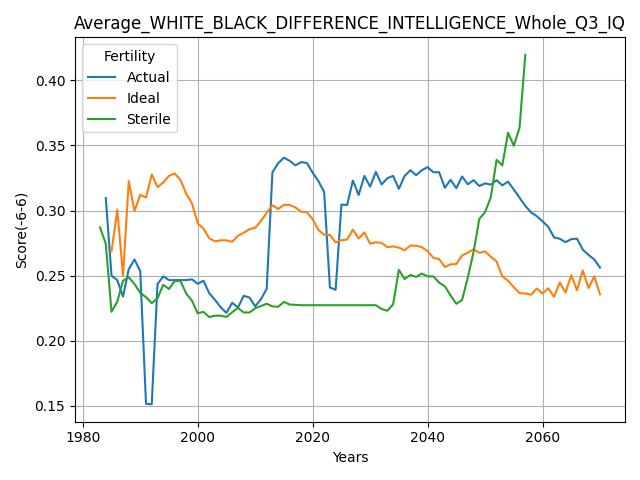 Average_WHITE_BLACK_DIFFERENCE_INTELLIGENCE_Whole_Q3_IQ
Fertility
Actual
Ideal
Sterile
Score(-6-6)
0.40
0.35
0.30
0.25
0.20
0.15
1980
2000
2020
2040
2060
Years